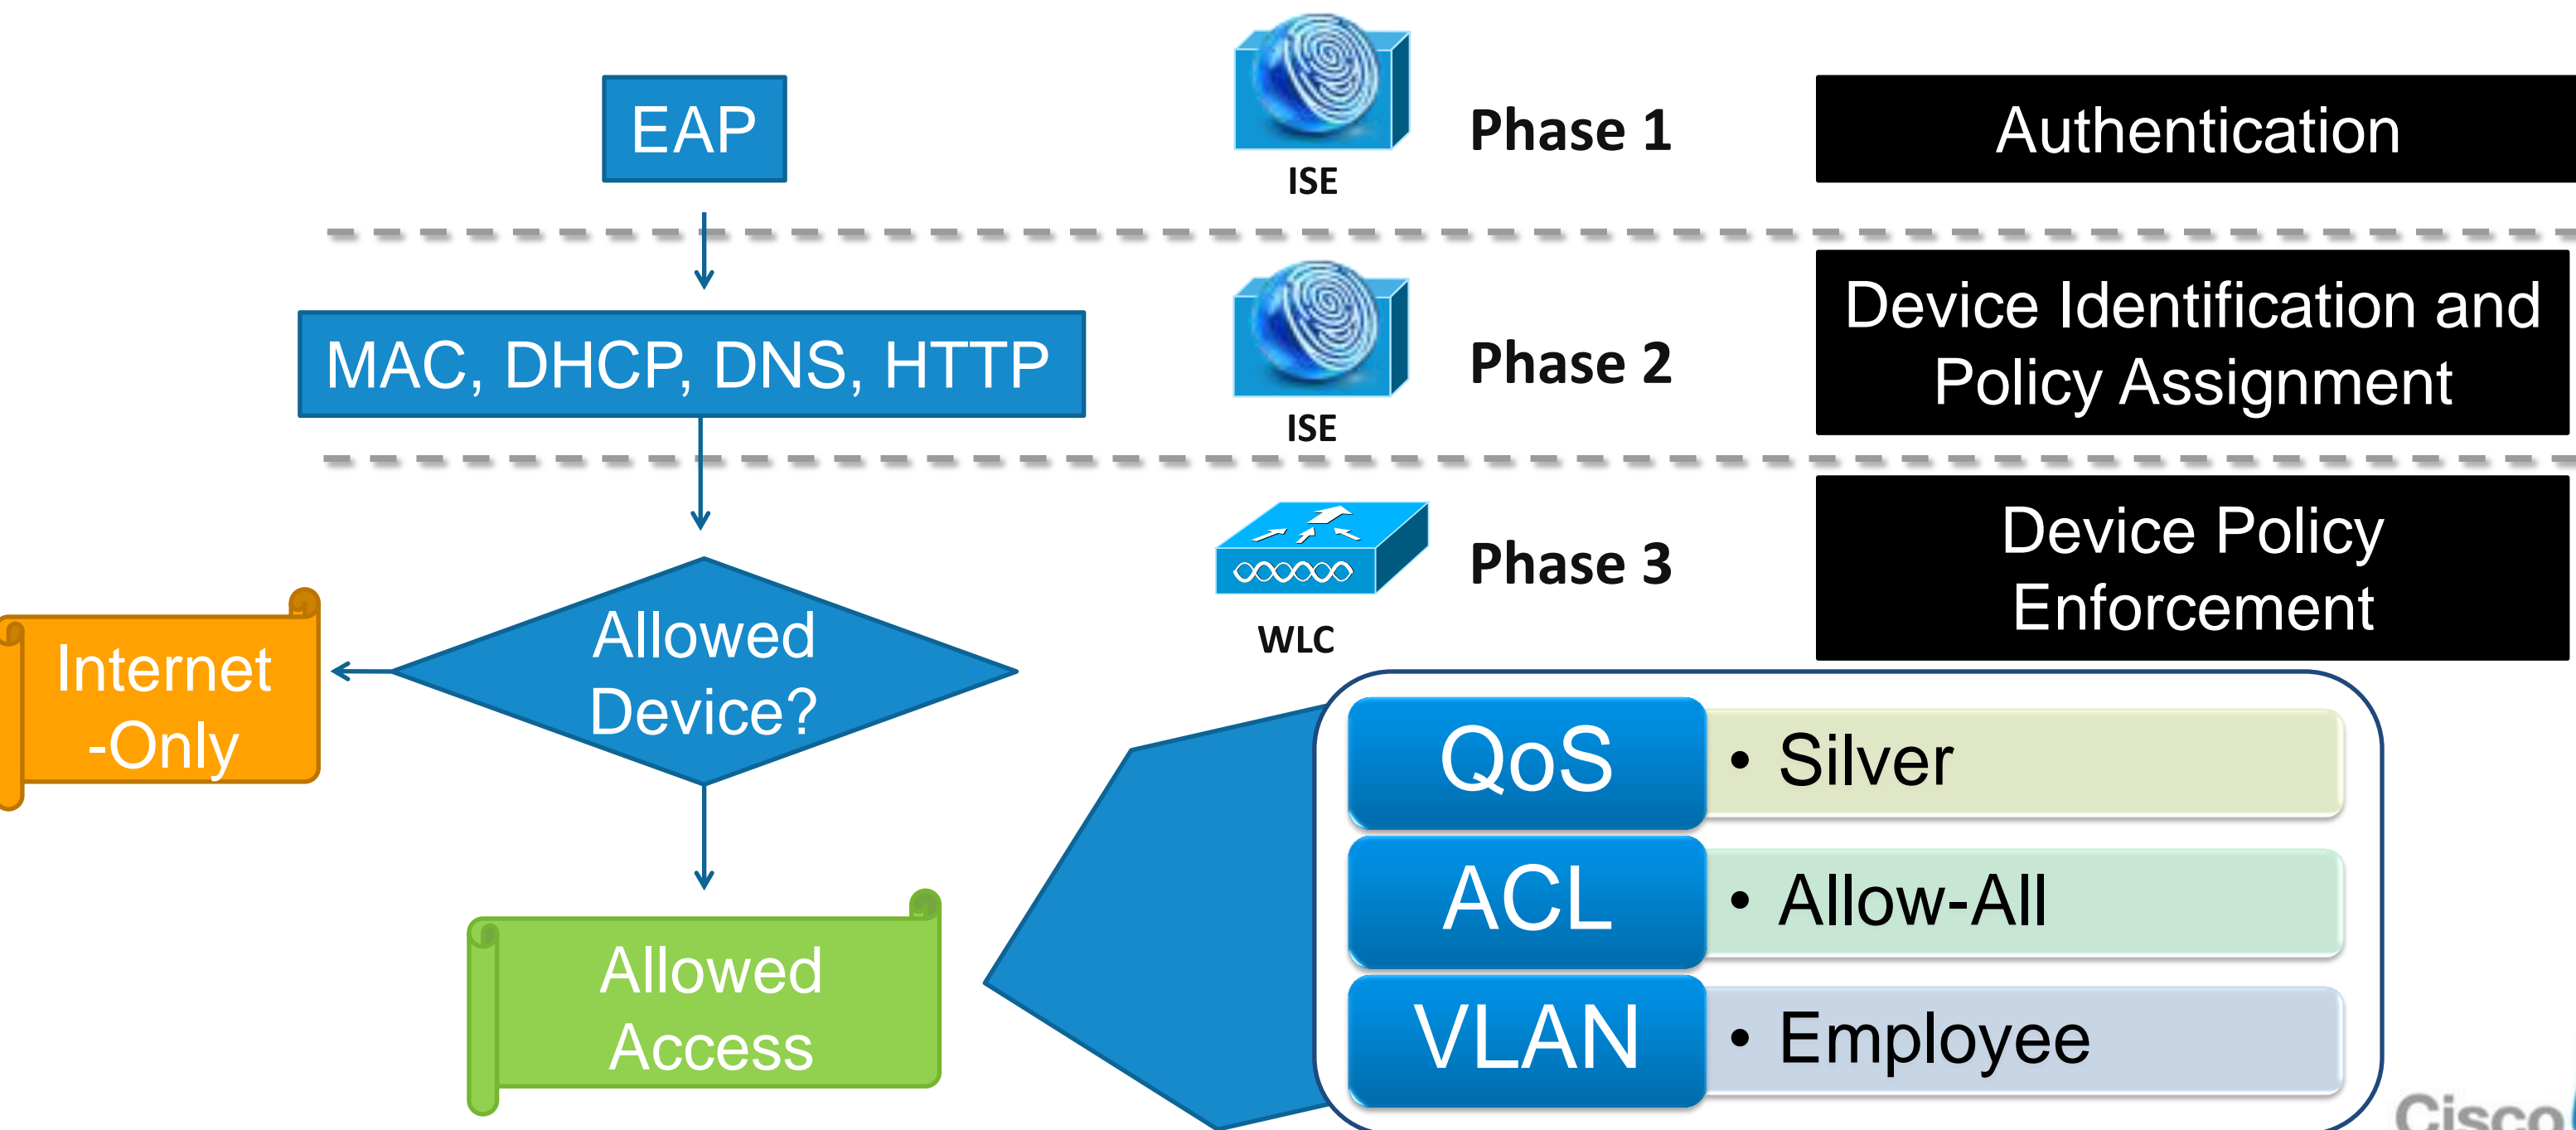 EAP
ISE
Phase 1
Authentication
MAC, DHCP, DNS, HTTP
ISE
Phase 2
Device Identification and
Policy Assignment
Allowed
Device?
Internet
-Only
WLC
Phase 3
Device Policy
Enforcement
Allowed
Access
QoS
• Silver
ACL
• Allow-All
VLAN
• Employee
Cisco